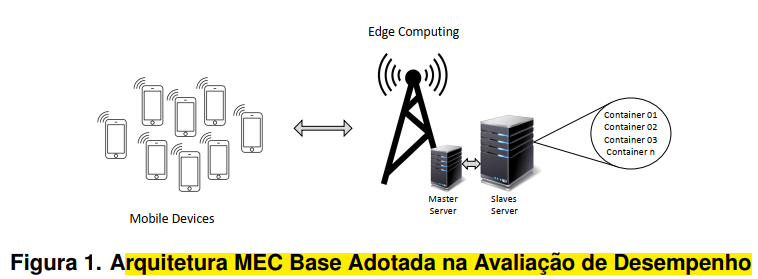 Edge Computing
Container 01
Container 02
Container 03
Container n
Master
Server
Slaves
Server
Mobile Devices
Figura 1. Arquitetura MEC Base Adotada na Avaliação de Desempenho